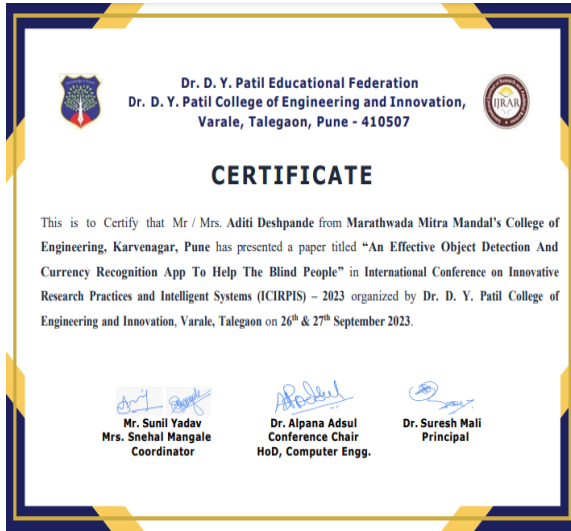 Dr. D. Y. Patil Educational Federation
Dr. D. Y. Patil College of Engineering and Innovation,
Varale, Talegaon, Pune - 410507
IJRAR
CERTIFICATE
This is to Certify that Mr / Mrs. Aditi Deshpande from Marathwada Mitra Mandal's College of
Engineering, Karvenagar, Pune has presented a paper titled “An Effective Object Detection And
Currency Recognition App To Help The Blind People” in International Conference on Innovative
Research Practices and Intelligent Systems (ICIRPIS) – 2023 organized by Dr. D. Y. Patil College of
Engineering and Innovation, Varale, Talegaon on 26th & 27th September 2023.
Mr. Sunil Yadav
Mrs. Snehal Mangale
Coordinator
Dr. Alpana Adsul
Conference Chair
HoD, Computer Engg.
Dr. Suresh Mali
Principal